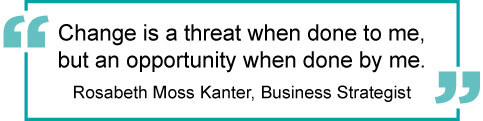 Change is a threat when done to me,
but an opportunity when done by me.
Rosabeth Moss Kanter, Business Strategist